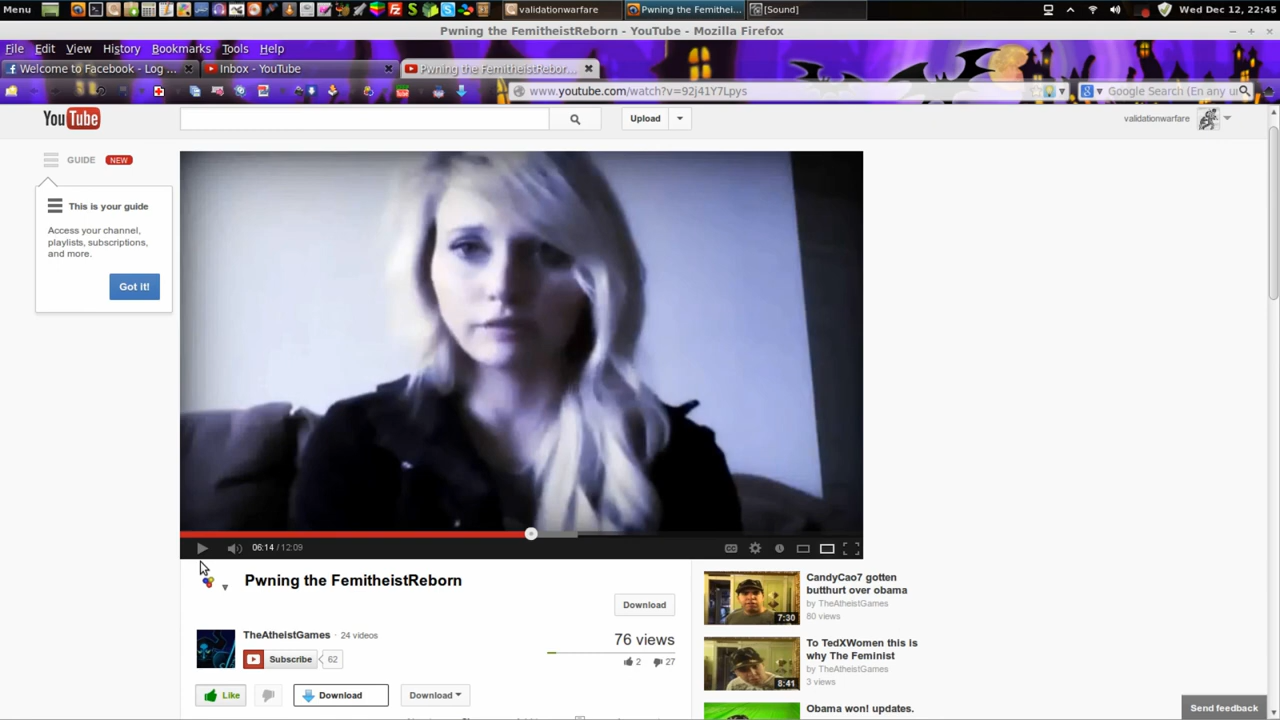 Menu
validationwarfare
Pwning the Femithei...
[Sound]
Wed Dec 12, 22:45
Pwning the FemitheistReborn - YouTube - Mozilla Firefox
File Edit View History Bookmarks Tools Help
Welcome to Facebook - Log ...
Inbox - YouTube
Pwning the FemitheistRebor...
www.youtube.com/watch?v=92j41Y7Lpys
Google Search (En any ur
YouTube
Upload
validationwarfare
GUIDE NEW
This is your guide
Access your channel,
playlists, subscriptions,
and more.
Got it!
06:14 / 12:09
CC
Pwning the FemitheistReborn
Download
TheAtheistGames · 24 videos
Subscribe 62
76 views
2 27
Like
Download
Download
CandyCao7 gotten
butthurt over obama
by TheAtheistGames
80 views
7:30
To TedXWomen this is
why The Feminist
by TheAtheistGames
3 views
8:41
Obama won! updates.
Send feedback